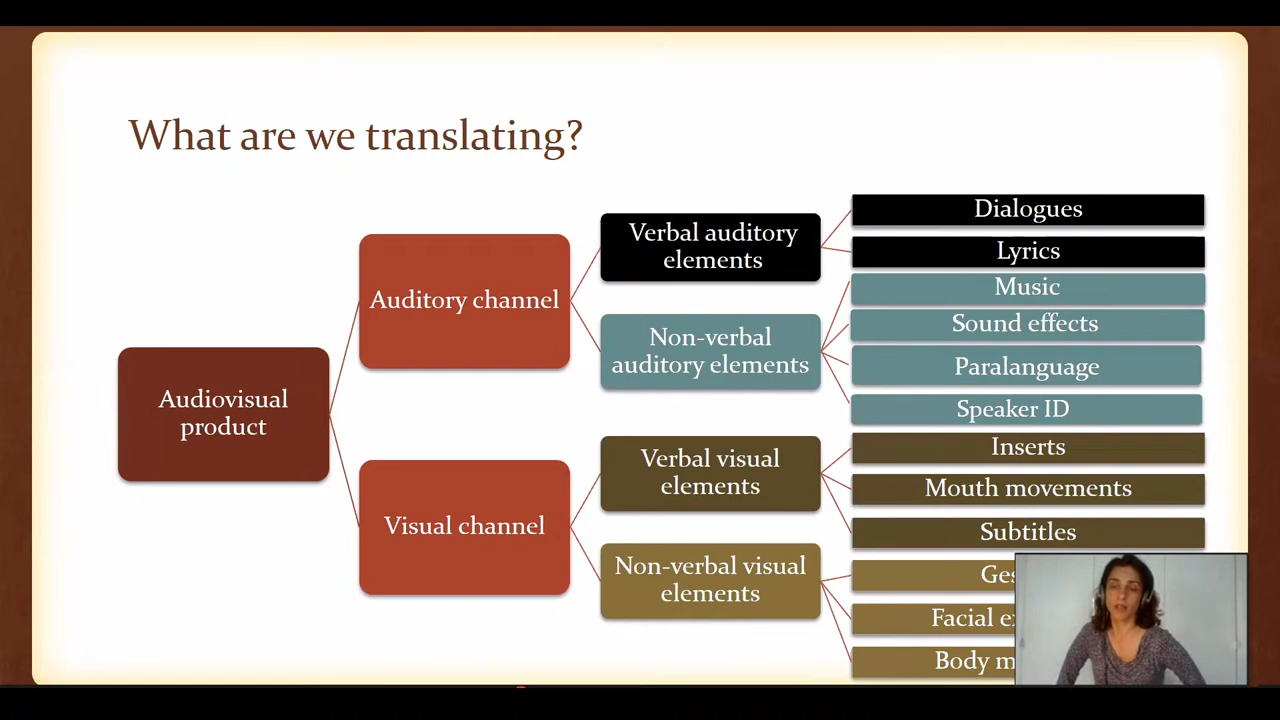 What are we translating?
Audiovisual
product
Auditory channel
Visual channel
Verbal auditory
elements
Non-verbal
auditory elements
Verbal visual
elements
Non-verbal visual
elements
Dialogues
Lyrics
Music
Sound effects
Paralanguage
Speaker ID
Inserts
Mouth movements
Subtitles
Facial
Body